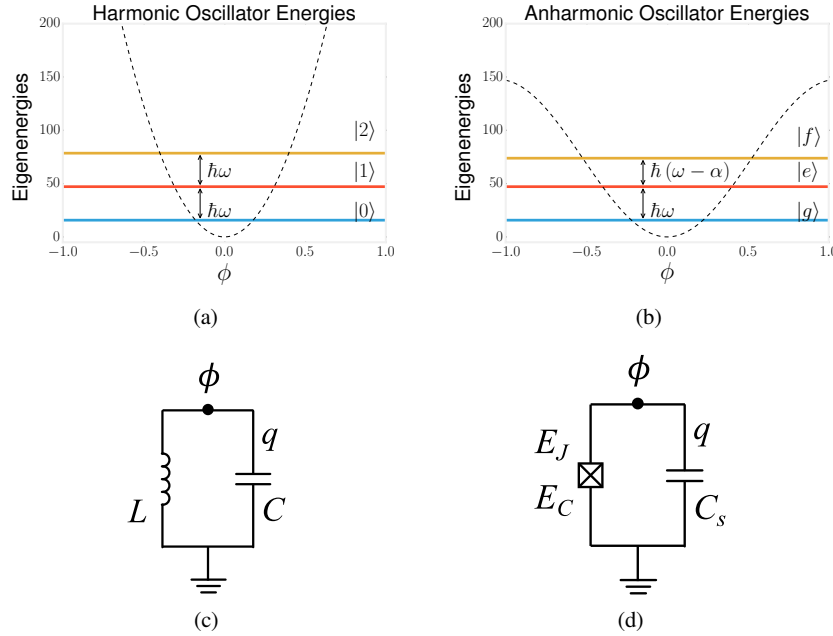 Harmonic Oscillator Energies
Eigenenergies
200
150
100
50
0
|2⟩
|1⟩
|0⟩
ℏω
ℏω
−1.0 −0.5 0.0 0.5 1.0
ϕ
(a)
Anharmonic Oscillator Energies
Eigenenergies
200
150
100
50
0
|f⟩
|e⟩
|g⟩
ℏ(ω − α)
ℏω
−1.0 −0.5 0.0 0.5 1.0
ϕ
(b)
ϕ
q
L
C
(c)
ϕ
E_J
q
E_C
C_s
(d)